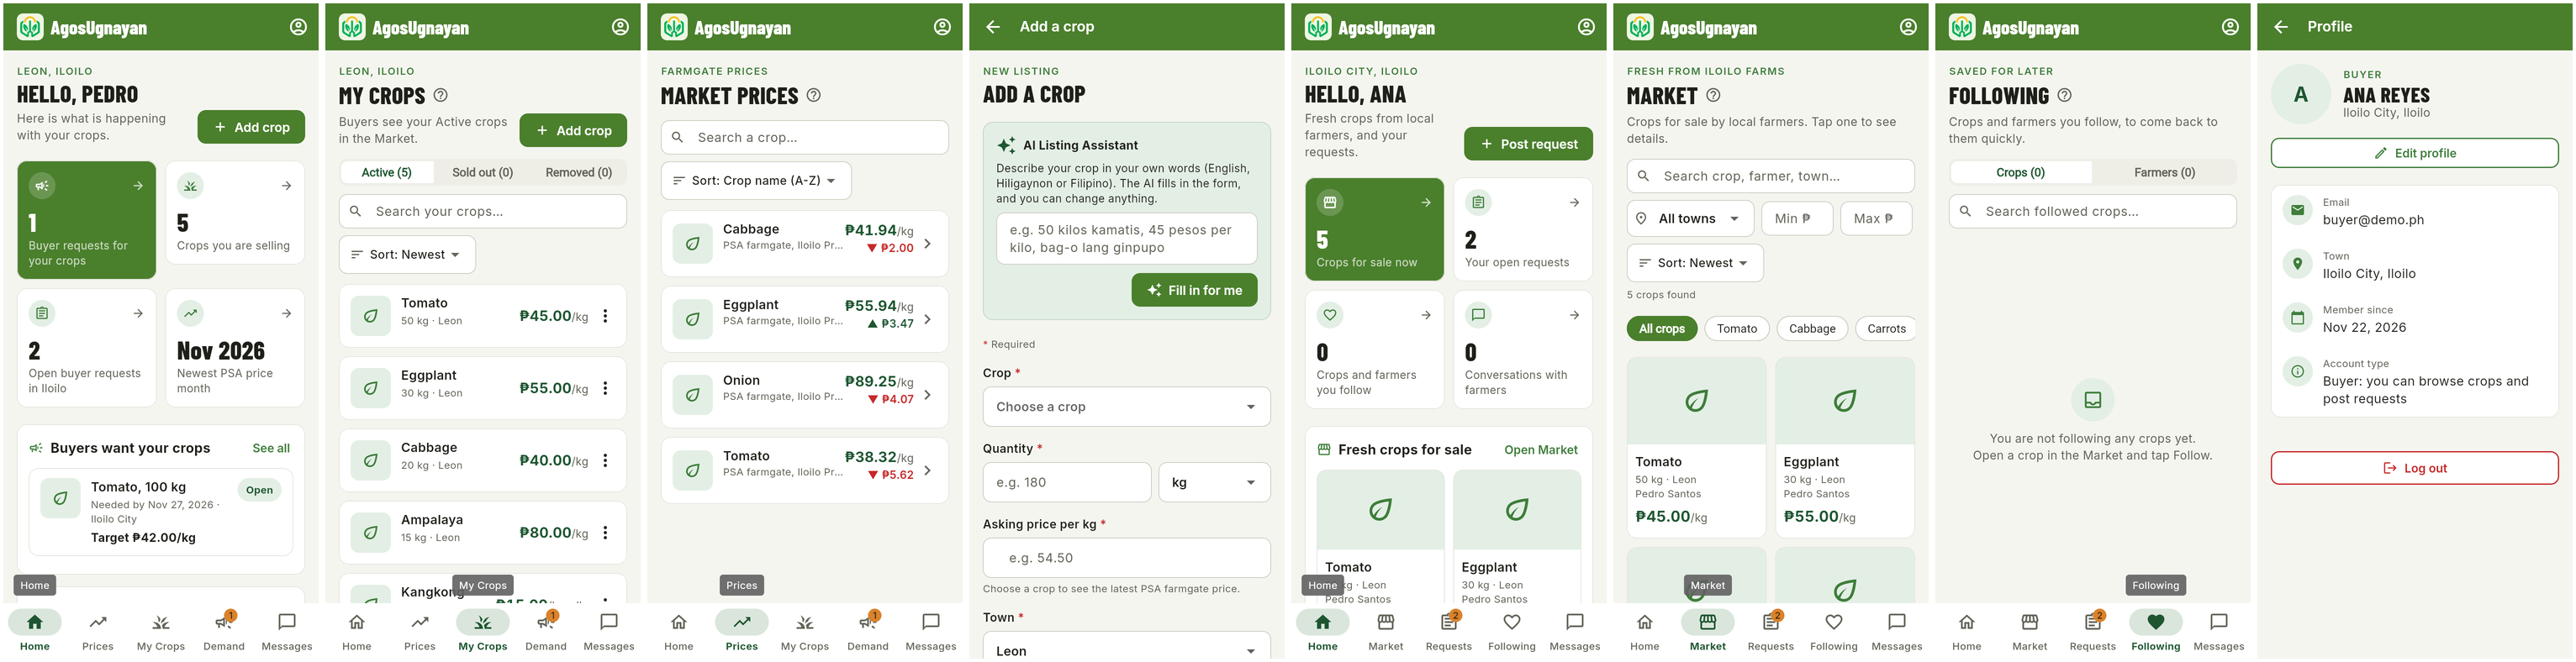 AgosUgnayan
LEON, ILOILO
HELLO, PEDRO
Here is what is happening
with your crops.
Add crop
1
Buyer requests for
your crops
5
Crops you are selling
2
Open buyer requests
in Iloilo
Nov 2026
Newest PSA price
month
Buyers want your crops
See all
Tomato, 100 kg
Open
Needed by Nov 27, 2026 ·
Iloilo City
Target ₱42.00/kg
Home
Home
Prices
My Crops
1
Demand
Messages
AgosUgnayan
LEON, ILOILO
MY CROPS
Buyers see your Active crops
in the Market.
Add crop
Active (5)
Sold out (0)
Removed (0)
Search your crops...
Sort: Newest
Tomato
50 kg · Leon
₱45.00/kg
Eggplant
30 kg · Leon
₱55.00/kg
Cabbage
20 kg · Leon
₱40.00/kg
Ampalaya
15 kg · Leon
₱80.00/kg
Kangkong
My Crops
Home
Prices
My Crops
1
Demand
Messages
AgosUgnayan
FARMGATE PRICES
MARKET PRICES
Search a crop...
Sort: Crop name (A-Z)
Cabbage
PSA farmgate, Iloilo Pr...
₱41.94/kg
▼ ₱2.00
Eggplant
PSA farmgate, Iloilo Pr...
₱55.94/kg
▲ ₱3.47
Onion
PSA farmgate, Iloilo Pr...
₱89.25/kg
▼ ₱4.07
Tomato
PSA farmgate, Iloilo Pr...
₱38.32/kg
▼ ₱5.62
Prices
Home
Prices
My Crops
1
Demand
Messages
Add a crop
NEW LISTING
ADD A CROP
AI Listing Assistant
Describe your crop in your own words (English,
Hiligaynon or Filipino). The AI fills in the form,
and you can change anything.
e.g. 50 kilos kamatis, 45 pesos per
kilo, bag-o lang ginpupo
Fill in for me
* Required
Crop *
Choose a crop
Quantity *
e.g. 180
kg
Asking price per kg *
e.g. 54.50
Choose a crop to see the latest PSA farmgate price.
Town *
Leon
AgosUgnayan
ILOILO CITY, ILOILO
HELLO, ANA
Fresh crops from local
farmers, and your
requests.
Post request
5
Crops for sale now
2
Your open requests
0
Crops and farmers
you follow
0
Conversations with
farmers
Fresh crops for sale
Open Market
Tomato
kg · Leon
Pedro Santos
Eggplant
30 kg · Leon
Pedro Santos
Home
Home
Market
2
Requests
Following
Messages
AgosUgnayan
FRESH FROM ILOILO FARMS
MARKET
Crops for sale by local farmers. Tap one to see
details.
Search crop, farmer, town...
All towns
Min ₱
Max ₱
Sort: Newest
5 crops found
All crops
Tomato
Cabbage
Carrots
Tomato
50 kg · Leon
Pedro Santos
₱45.00/kg
Eggplant
30 kg · Leon
Pedro Santos
₱55.00/kg
Market
Home
Market
2
Requests
Following
Messages
AgosUgnayan
SAVED FOR LATER
FOLLOWING
Crops and farmers you follow, to come back to
them quickly.
Crops (0)
Farmers (0)
Search followed crops...
You are not following any crops yet.
Open a crop in the Market and tap Follow.
Following
Home
Market
2
Requests
Following
Messages
Profile
A
BUYER
ANA REYES
Iloilo City, Iloilo
Edit profile
Email
buyer@demo.ph
Town
Iloilo City, Iloilo
Member since
Nov 22, 2026
Account type
Buyer: you can browse crops and
post requests
Log out